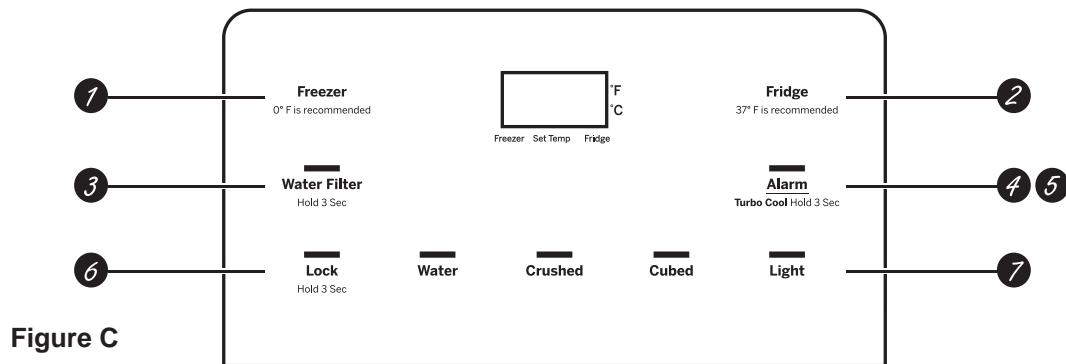 1
Freezer
0° F is recommended
°F
°C
Freezer Set Temp Fridge
Fridge
37° F is recommended
2
3
Water Filter
Hold 3 Sec
Alarm
Turbo Cool Hold 3 Sec
4 5
6
Lock
Hold 3 Sec
Water
Crushed
Cubed
Light
7
Figure C